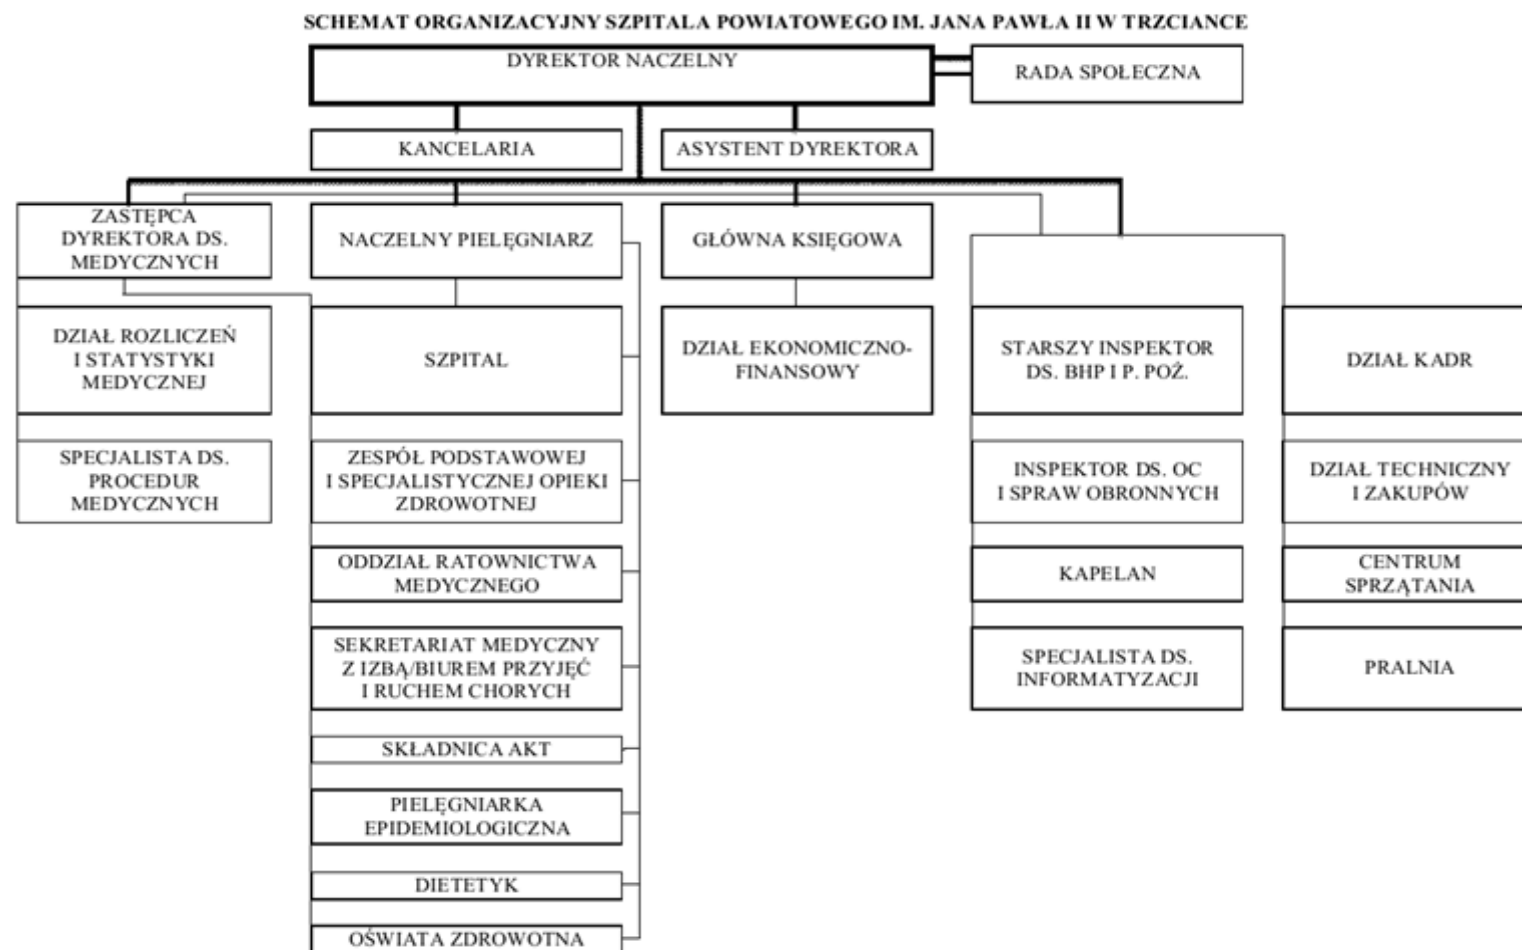 SCHEMAT ORGANIZACYJNY SZPITALA POWIATOWEGO IM. JANA PAWŁA II W TRZCIANCE
DYREKTOR NACZELNY
RADA SPOŁECZNA
KANCELARIA
ASYSTENT DYREKTORA
ZASTĘPCA
DYREKTORA DS.
MEDYCZNYCH
NACZELNY PIELĘGNIARZ
GŁÓWNA KSIĘGOWA
DZIAŁ ROZLICZEŃ
I STATYSTYKI
MEDYCZNEJ
SZPITAL
DZIAŁ EKONOMICZNO-
FINANSOWY
STARSZY INSPEKTOR
DS. BHP I P. POŻ.
DZIAŁ KADR
SPECJALISTA DS.
PROCEDUR
MEDYCZNYCH
ZESPÓŁ PODSTAWOWEJ
I SPECJALISTYCZNEJ OPIEKI
ZDROWOTNEJ
INSPEKTOR DS. OC
I SPRAW OBRONNYCH
DZIAŁ TECHNICZNY
I ZAKUPÓW
ODDZIAŁ RATOWNICTWA
MEDYCZNEGO
KAPELAN
CENTRUM
SPRZĄTANIA
SEKRETARIAT MEDYCZNY
Z IZBĄ/BIUREM PRZYJĘĆ
I RUCHEM CHORYCH
SPECJALISTA DS.
INFORMATYZACJI
PRALNIA
SKŁADNICA AKT
PIELĘGNIARKA
EPIDEMIOLOGICZNA
DIETETYK
OŚWIATA ZDROWOTNA